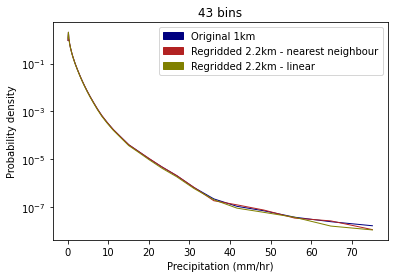 43 bins
Original 1km
Regridded 2.2km - nearest neighbour
Regridded 2.2km - linear
Probability density
10⁻¹
10⁻³
10⁻⁵
10⁻⁷
0 10 20 30 40 50 60 70
Precipitation (mm/hr)